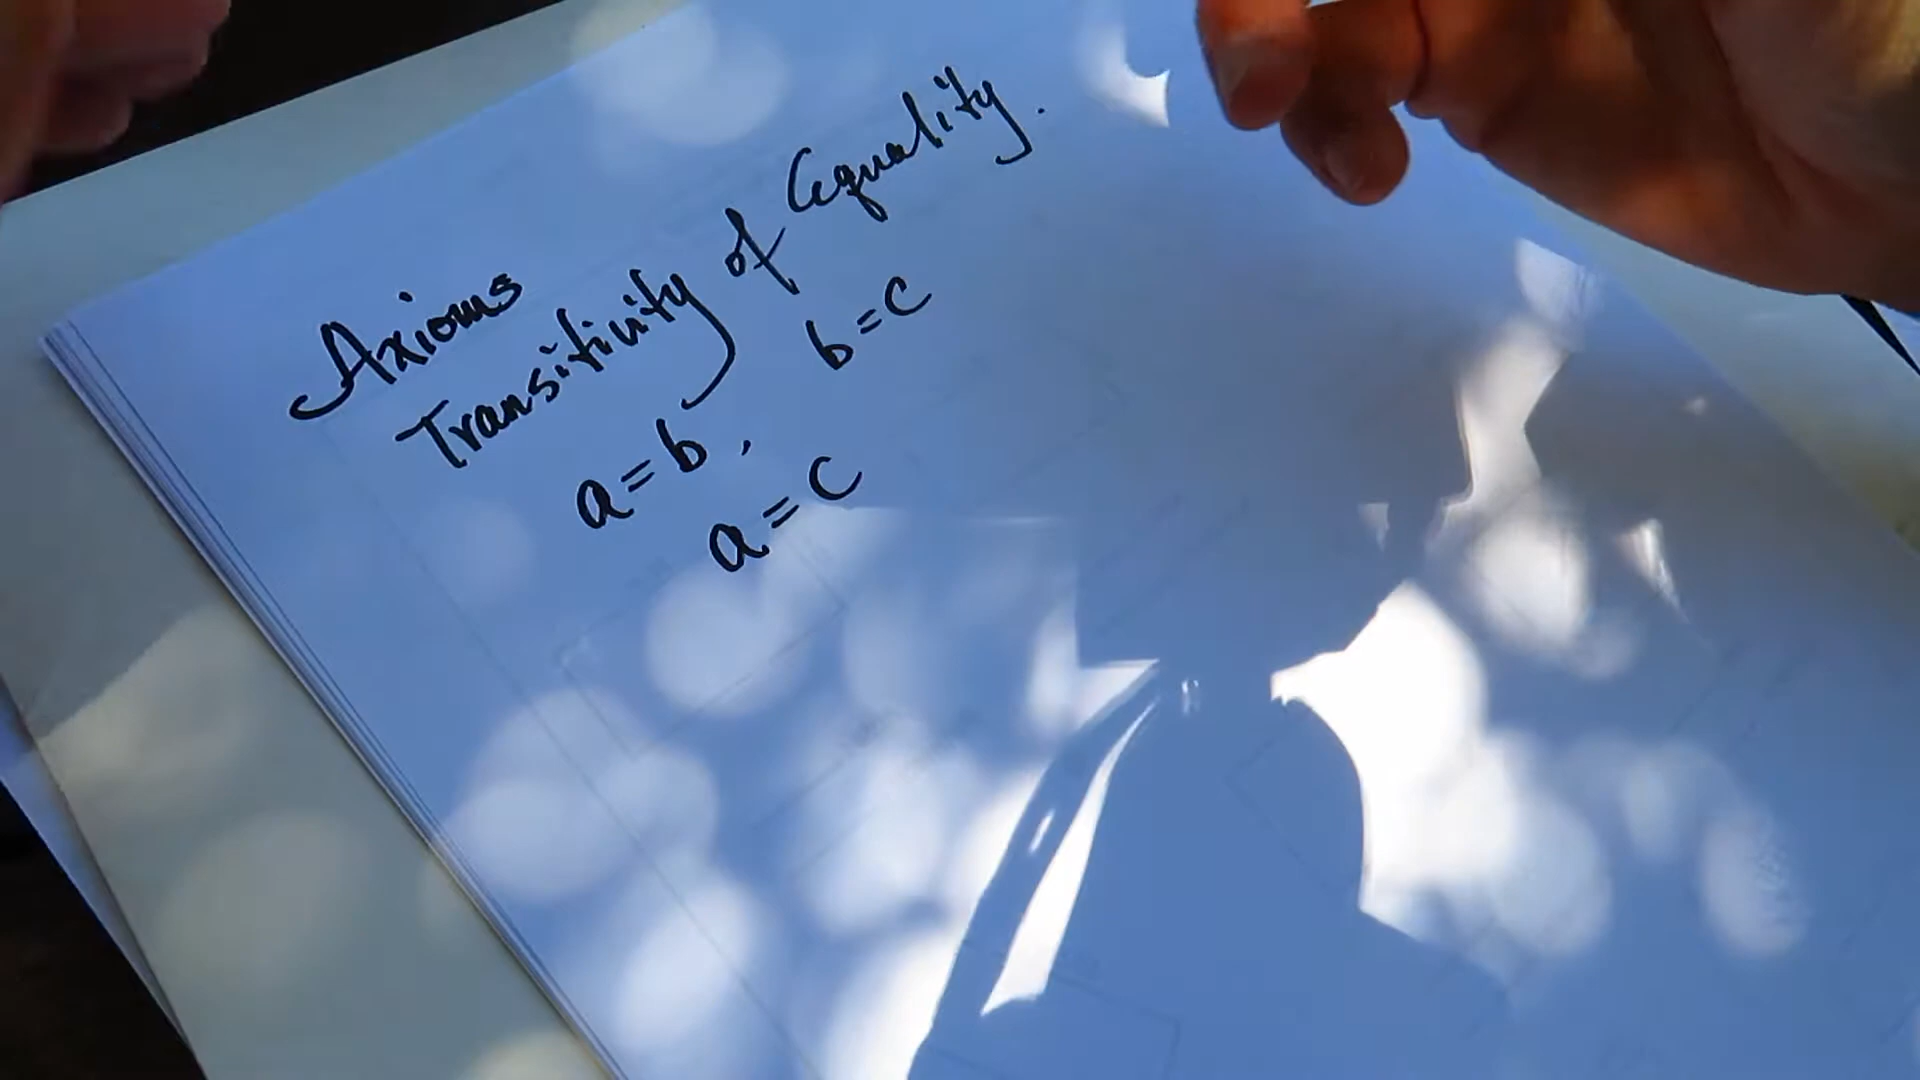 Axioms
Transitivity of Equality.
a = b, b = c
a = c